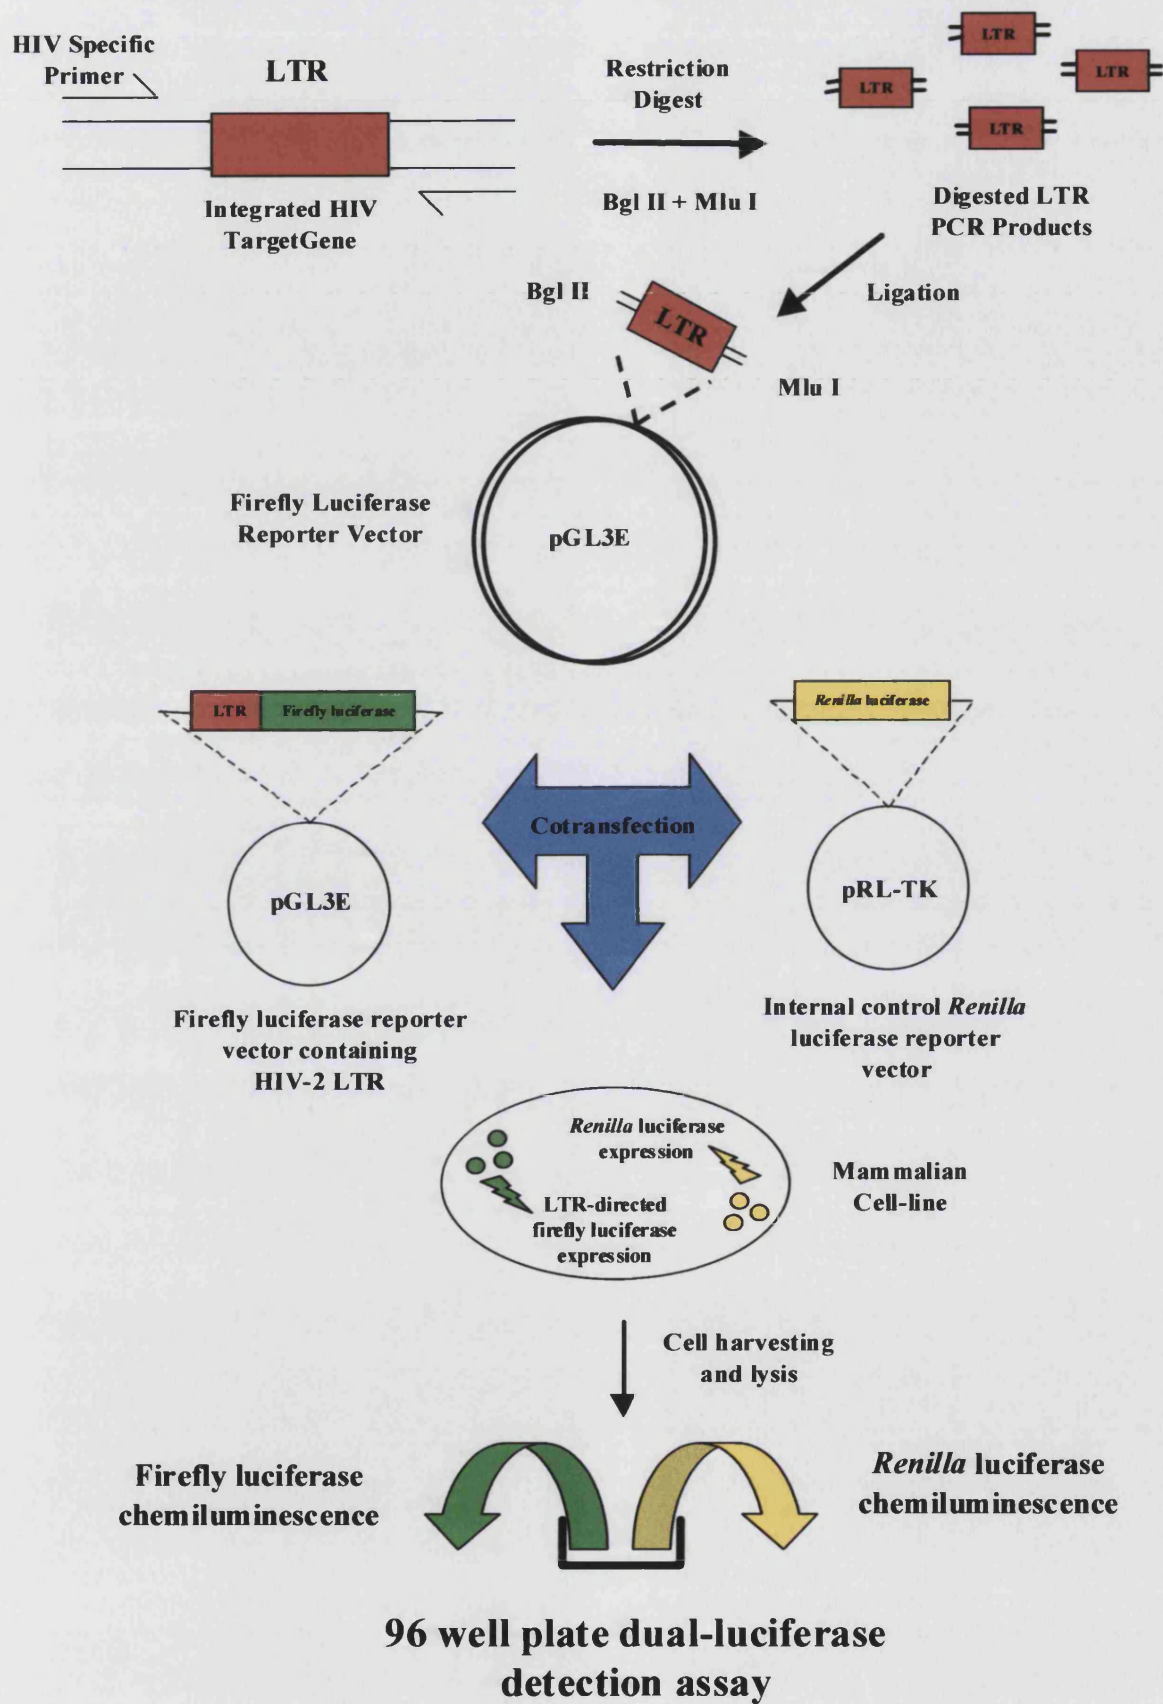 HIV Specific
Primer
LTR
Integrated HIV
TargetGene
Restriction
Digest
Bgl II + Mlu I
LTR
LTR
LTR
LTR
Digested LTR
PCR Products
Ligation
Bgl II
LTR
Mlu I
Firefly Luciferase
Reporter Vector
pGL3E
LTR
Firefly luciferase
Renilla luciferase
Cotransfection
pGL3E
pRL-TK
Firefly luciferase reporter
vector containing
HIV-2 LTR
Internal control Renilla
luciferase reporter
vector
Renilla luciferase
expression
LTR-directed
firefly luciferase
expression
Mammalian
Cell-line
Cell harvesting
and lysis
Firefly luciferase
chemiluminescence
Renilla luciferase
chemiluminescence
96 well plate dual-luciferase
detection assay